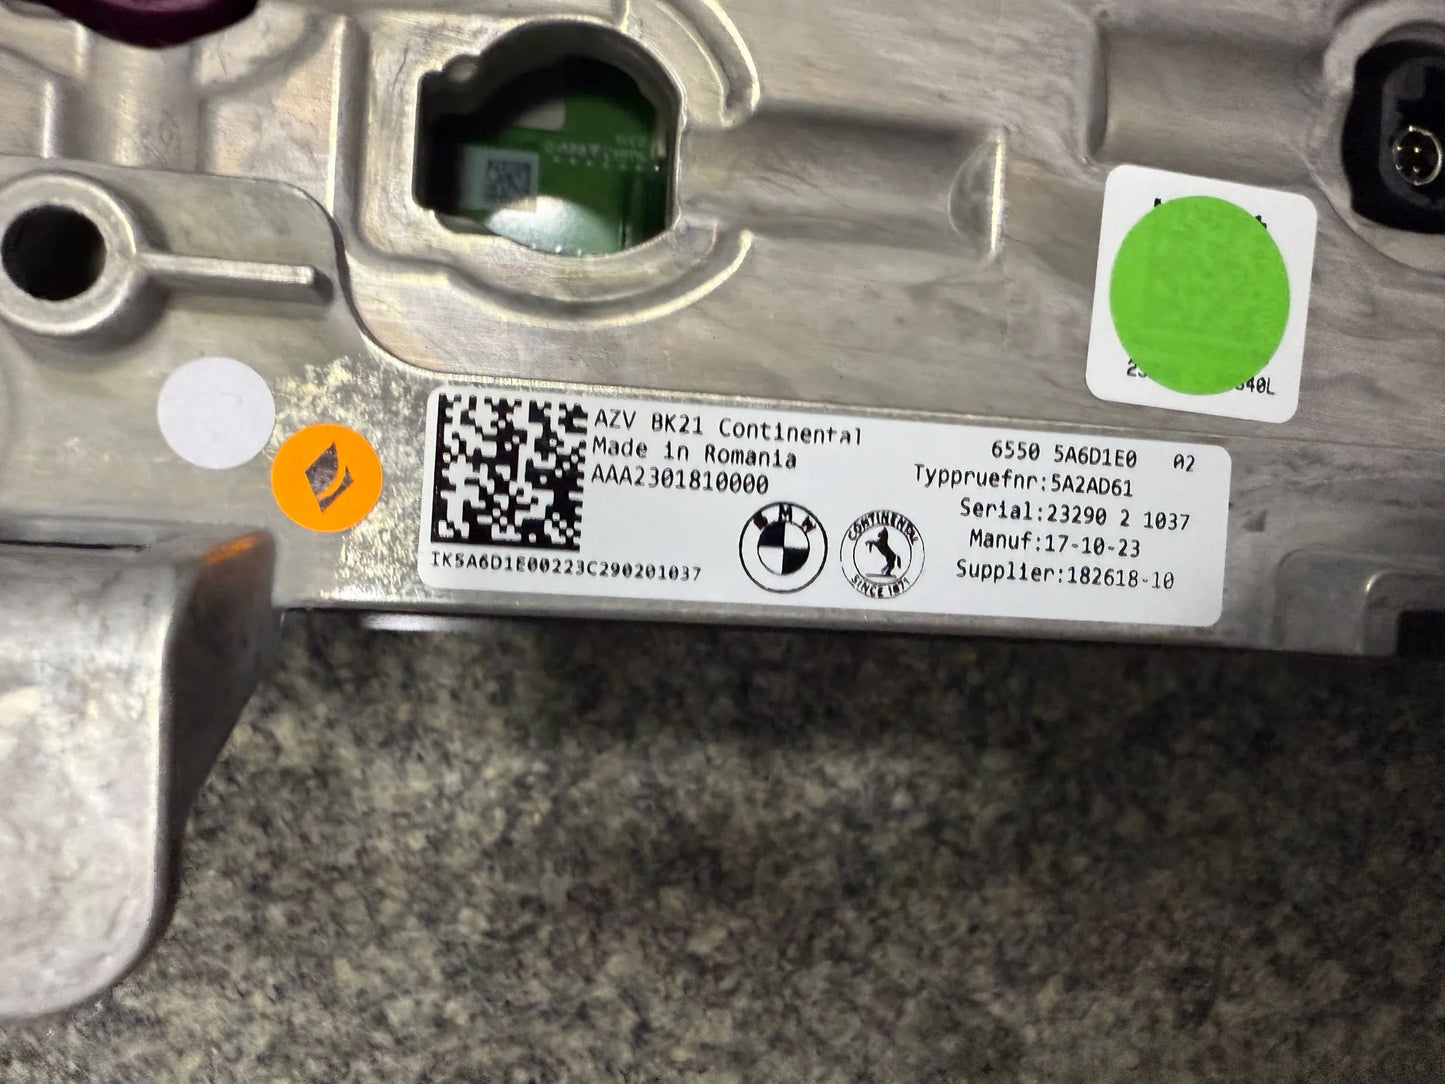 AZV BK21 Continental
Made in Romania
AAA2301810000
IK5A6D1E00223C290201037
BMW
CONTINENTAL
SINCE 1871
6550 5A6D1E0 02
Typpruefnr:5A2AD61
Serial:23290 2 1037
Manuf:17-10-23
Supplier:182618-10